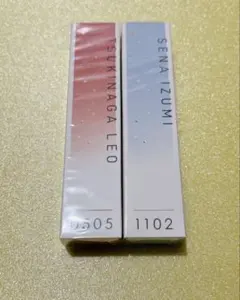 TSUKINAGA LEO
0505
SENA IZUMI
1102